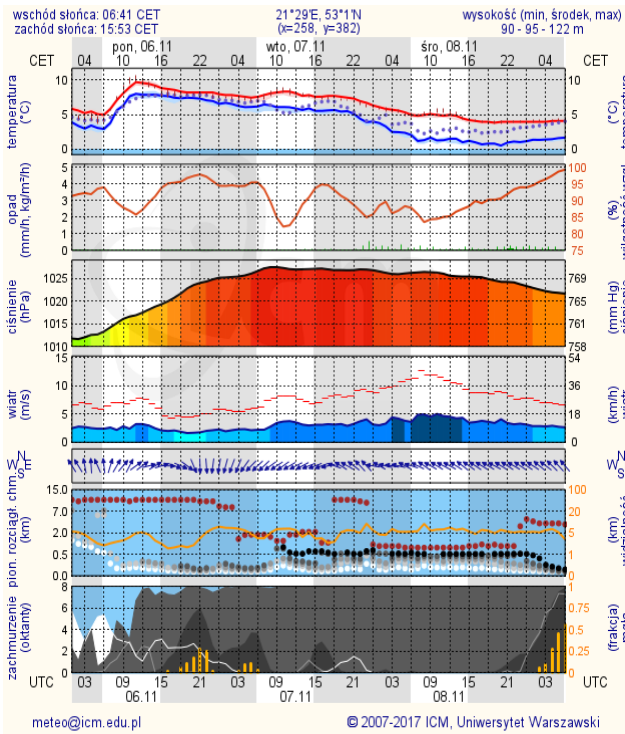 wschód słońca: 06:41 CET 21°29'E, 53°1'N wysokość (min, środek, max)
zachód słońca: 15:53 CET (x=258, y=382) 90 - 95 - 122 m
pon, 06.11 wto, 07.11 śro, 08.11
CET 04 10 16 22 04 10 16 22 04 10 16 22 04 CET
temperatura
(°C)
10
5
0
10
5
0
(°C)
opad
(mm/h, kg/m²/h)
5
4
3
2
1
0
100
95
90
85
80
75
(%)
ciśnienie
(hPa)
1025
1020
1015
1010
769
765
761
758
(mm Hg)
wiatr
(m/s)
15
10
5
0
54
36
18
0
(km/h)
N
W E
S
N
W
S
pion. rozciągł. chm.
(km)
15.0
7.0
2.0
0.5
0.0
100
20
5
1
0
(km)
zachmurzenie
(oktanty)
8
6
4
2
0
1
0.75
0.5
0.25
0
(frakcja)
UTC 03 09 15 21 03 09 15 21 03 09 15 21 03 UTC
06.11 07.11 08.11
meteo@icm.edu.pl © 2007-2017 ICM, Uniwersytet Warszawski